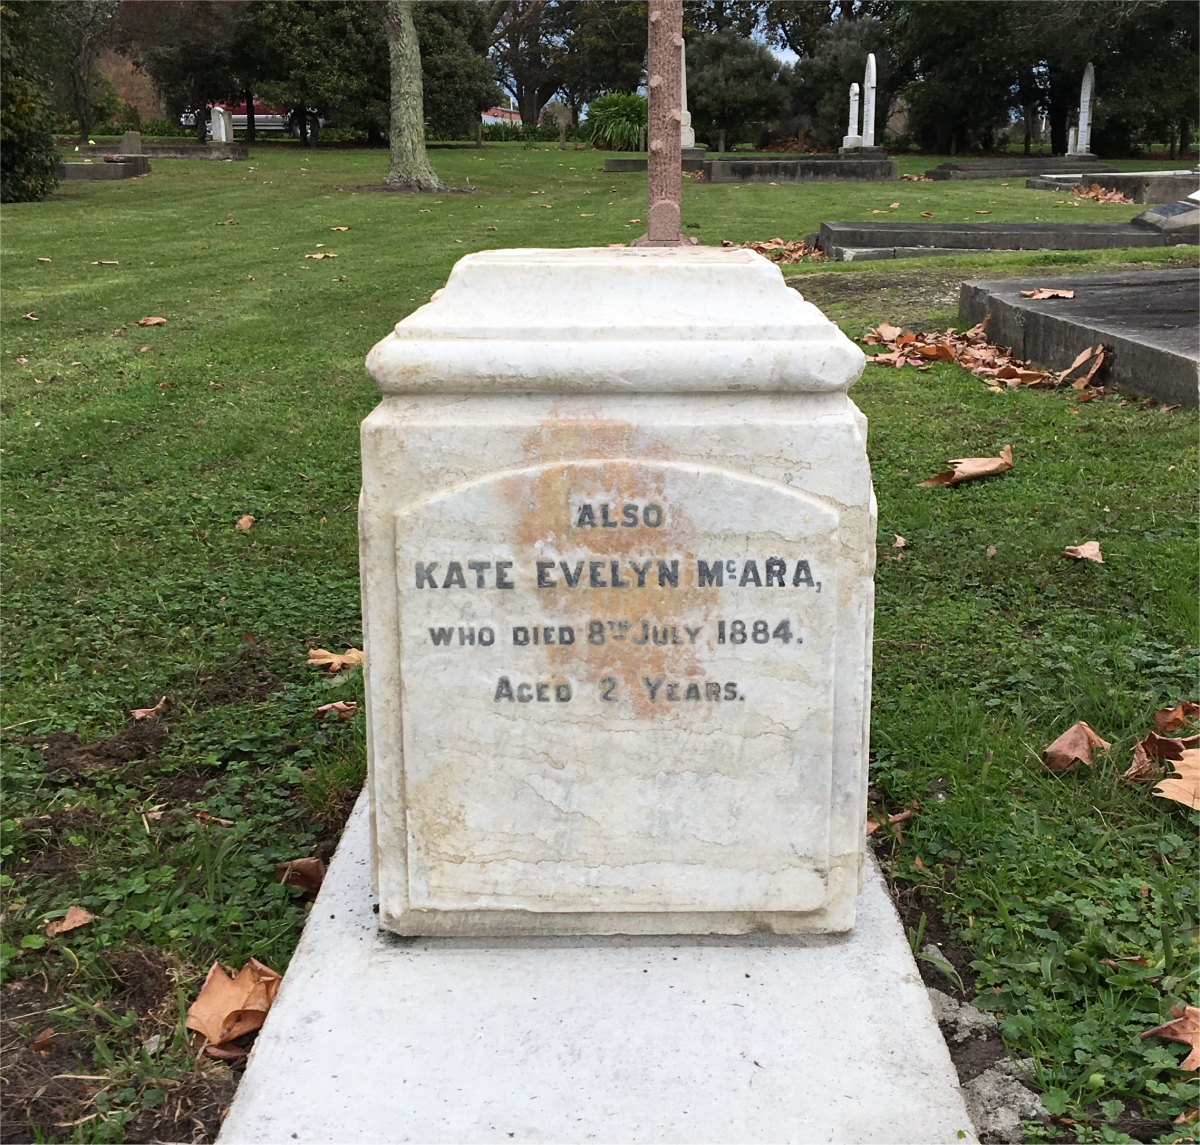 ALSO
KATE EVELYN McARA,
WHO DIED 8TH JULY 1884.
AGED 2 YEARS.